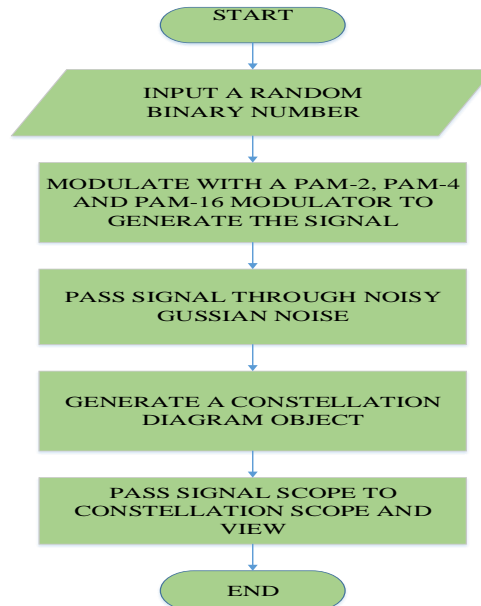 START
INPUT A RANDOM
BINARY NUMBER
MODULATE WITH A PAM-2, PAM-4
AND PAM-16 MODULATOR TO
GENERATE THE SIGNAL
PASS SIGNAL THROUGH NOISY
GUSSIAN NOISE
GENERATE A CONSTELLATION
DIAGRAM OBJECT
PASS SIGNAL SCOPE TO
CONSTELLATION SCOPE AND
VIEW
END